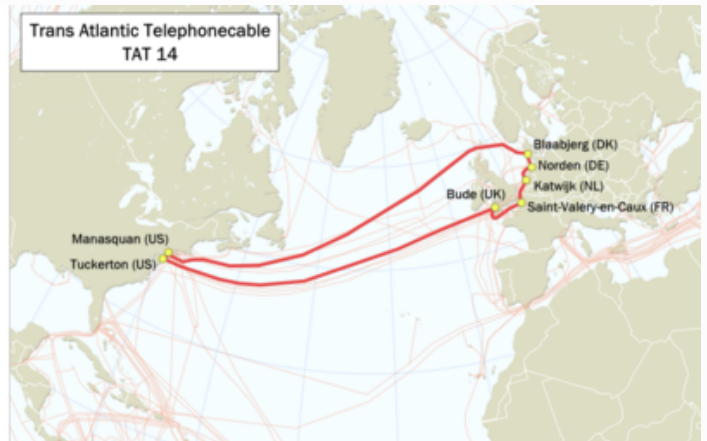 Trans Atlantic Telephonecable
TAT 14
Blaabjerg (DK)
Norden (DE)
Katwijk (NL)
Bude (UK)
Saint-Valery-en-Caux (FR)
Manasquan (US)
Tuckerton (US)